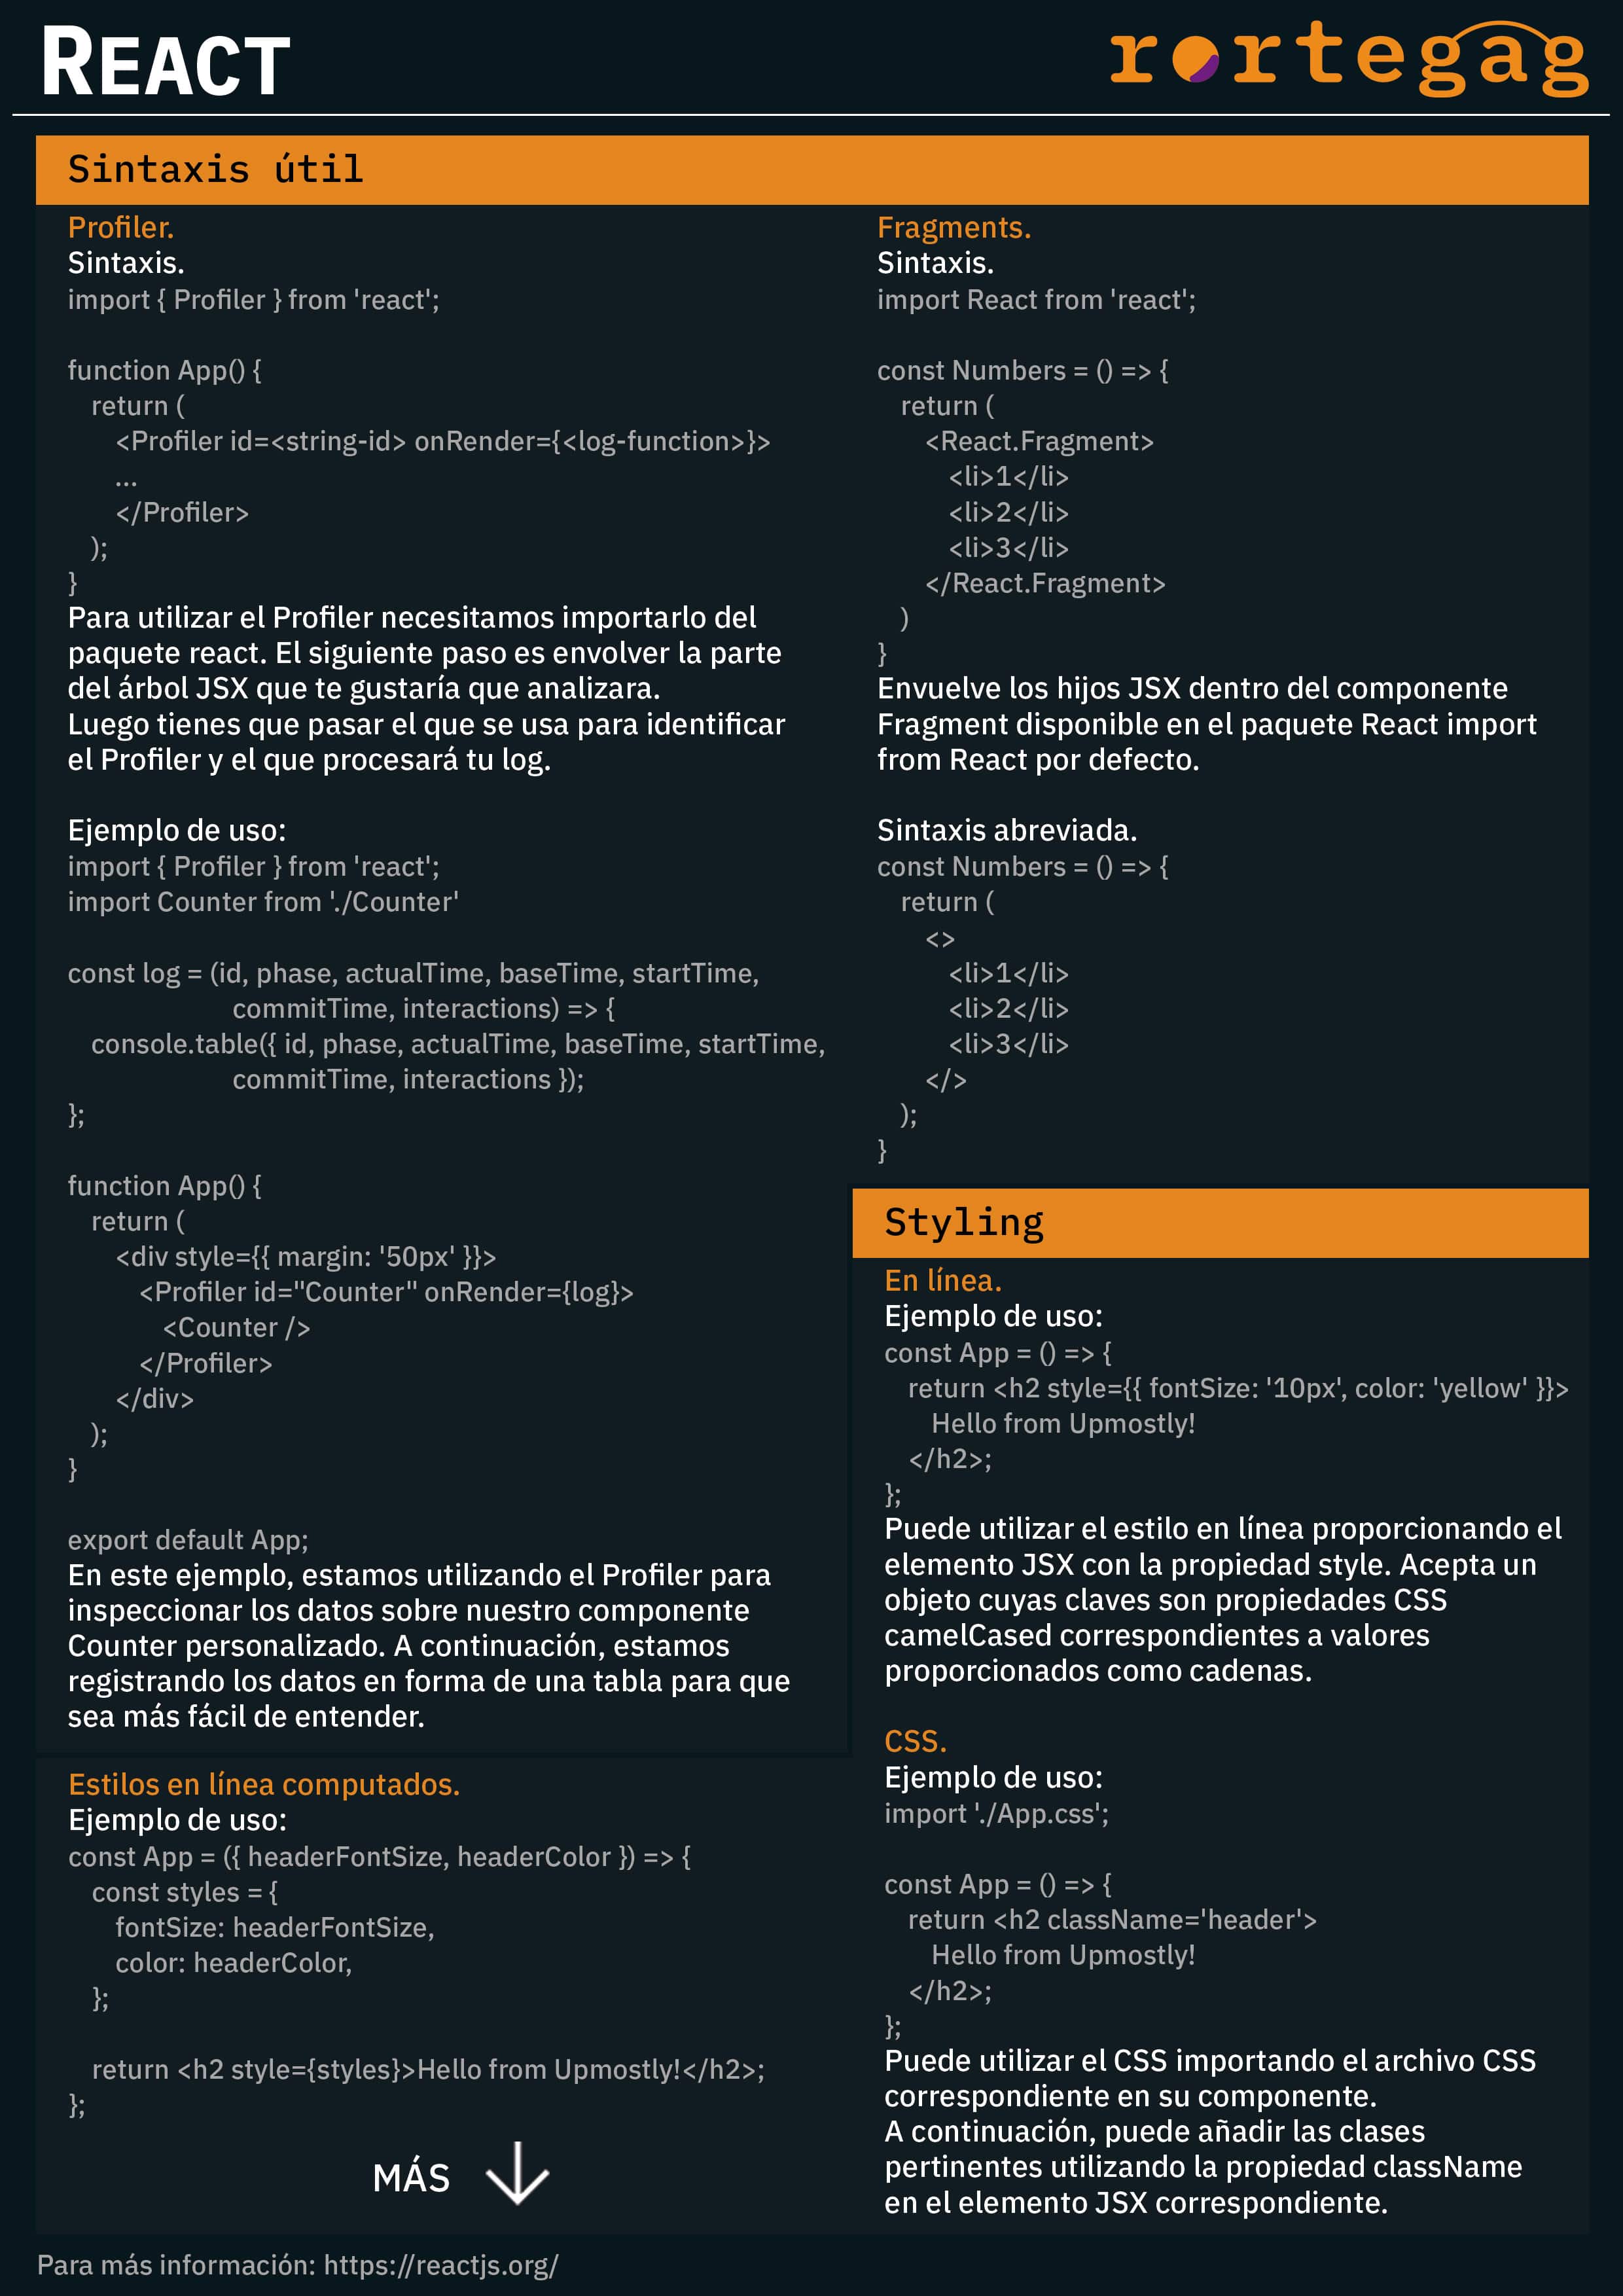 REACT
rortegag
Sintaxis útil
Profiler.
Sintaxis.
import { Profiler } from 'react';

function App() {
   return (
      <Profiler id=<string-id> onRender={<log-function>}>
      ...
      </Profiler>
   );
}
Para utilizar el Profiler necesitamos importarlo del
paquete react. El siguiente paso es envolver la parte
del árbol JSX que te gustaría que analizara.
Luego tienes que pasar el que se usa para identificar
el Profiler y el que procesará tu log.

Ejemplo de uso:
import { Profiler } from 'react';
import Counter from './Counter'

const log = (id, phase, actualTime, baseTime, startTime,
                     commitTime, interactions) => {
   console.table({ id, phase, actualTime, baseTime, startTime,
                     commitTime, interactions });
};

function App() {
   return (
      <div style={{ margin: '50px' }}>
         <Profiler id="Counter" onRender={log}>
            <Counter />
         </Profiler>
      </div>
   );
}

export default App;
En este ejemplo, estamos utilizando el Profiler para
inspeccionar los datos sobre nuestro componente
Counter personalizado. A continuación, estamos
registrando los datos en forma de una tabla para que
sea más fácil de entender.

Fragments.
Sintaxis.
import React from 'react';

const Numbers = () => {
   return (
      <React.Fragment>
         <li>1</li>
         <li>2</li>
         <li>3</li>
      </React.Fragment>
   )
}
Envuelve los hijos JSX dentro del componente
Fragment disponible en el paquete React import
from React por defecto.

Sintaxis abreviada.
const Numbers = () => {
   return (
      <>
         <li>1</li>
         <li>2</li>
         <li>3</li>
      </>
   );
}

Styling
En línea.
Ejemplo de uso:
const App = () => {
   return <h2 style={{ fontSize: '10px', color: 'yellow' }}>
      Hello from Upmostly!
   </h2>;
};
Puede utilizar el estilo en línea proporcionando el
elemento JSX con la propiedad style. Acepta un
objeto cuyas claves son propiedades CSS
camelCased correspondientes a valores
proporcionados como cadenas.

CSS.
Ejemplo de uso:
import './App.css';

const App = () => {
   return <h2 className='header'>
      Hello from Upmostly!
   </h2>;
};
Puede utilizar el CSS importando el archivo CSS
correspondiente en su componente.
A continuación, puede añadir las clases
pertinentes utilizando la propiedad className
en el elemento JSX correspondiente.

Estilos en línea computados.
Ejemplo de uso:
const App = ({ headerFontSize, headerColor }) => {
   const styles = {
      fontSize: headerFontSize,
      color: headerColor,
   };

   return <h2 style={styles}>Hello from Upmostly!</h2>;
};

MÁS
Para más información: https://reactjs.org/